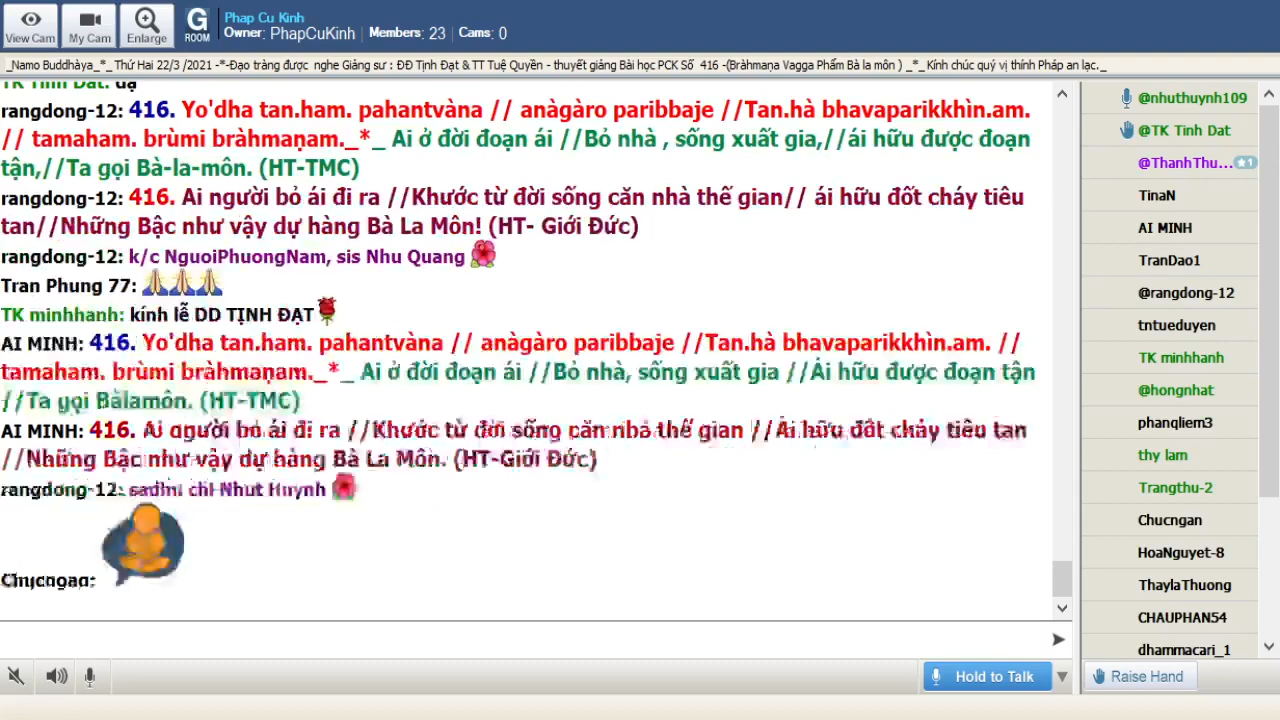 View Cam
My Cam
Enlarge
G
ROOM
Phap Cu Kinh
Owner: PhapCuKinh
Members: 23
Cams: 0
_Namo Buddhàya_*_ Thứ Hai 22/3 /2021 -*-Đạo tràng được nghe Giảng sư : ĐĐ Tịnh Đạt & TT Tuệ Quyền - thuyết giảng Bài học PCK Số 416 -(Bràhmaṇa Vagga Phẩm Bà la môn ) _*_ Kính chúc quý vị thính Pháp an lạc._
TK Tinh Dat: dạ
rangdong-12: 416. Yo'dha tan.ham. pahantvàna // anàgàro paribbaje //Tan.hà bhavaparikkhìn.am.
// tamaham. brùmi bràhmaṇam._*_ Ai ở đời đoạn ái //Bỏ nhà , sống xuất gia,//ái hữu được đoạn
tận,//Ta gọi Bà-la-môn. (HT-TMC)
rangdong-12: 416. Ai người bỏ ái đi ra //Khước từ đời sống căn nhà thế gian// ái hữu đốt cháy tiêu
tan//Những Bậc như vậy dự hàng Bà La Môn! (HT- Giới Đức)
rangdong-12: k/c NguoiPhuongNam, sis Nhu Quang
Tran Phung 77:
TK minhhanh: kính lễ DD TỊNH ĐẠT
AI MINH: 416. Yo'dha tan.ham. pahantvàna // anàgàro paribbaje //Tan.hà bhavaparikkhìn.am. //
tamaham. brùmi bràhmaṇam._*_ Ai ở đời đoạn ái //Bỏ nhà, sống xuất gia //Ái hữu được đoạn tận
//Ta gọi Bàlamôn. (HT-TMC)
AI MINH: 416. Ai người bỏ ái đi ra //Khước từ đời sống căn nhà thế gian //Ái hữu đốt cháy tiêu tan
//Những Bậc như vậy dự hàng Bà La Môn. (HT-Giới Đức)
rangdong-12: chi Nhut Huynh
Chucngan:
@nhuthuynh109
@TK Tinh Dat
@ThanhThu... 1
TinaN
AI MINH
TranDao1
@rangdong-12
tntueduyen
TK minhhanh
@hongnhat
phanqliem3
thy lam
Trangthu-2
Chucngan
HoaNguyet-8
ThaylaThuong
CHAUPHAN54
dhammacari_1
Hold to Talk
Raise Hand